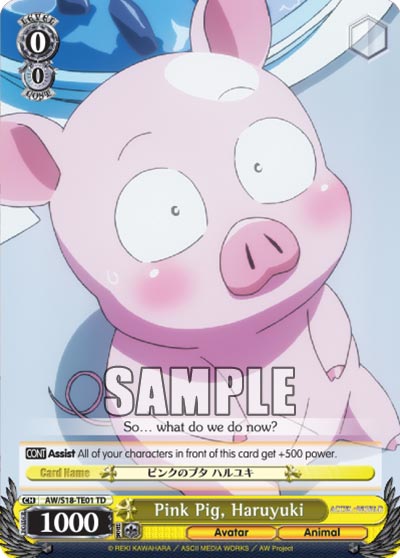 LEVEL
0
0
COST
SAMPLE
So... what do we do now?
CONT Assist All of your characters in front of this card get +500 power.
Card Name
ピンクのブタ ハルユキ
CH AW/S18-TE01 TD
1000
Pink Pig, Haruyuki
Avatar Animal
© REKI KAWAHARA / ASCII MEDIA WORKS / AW Project